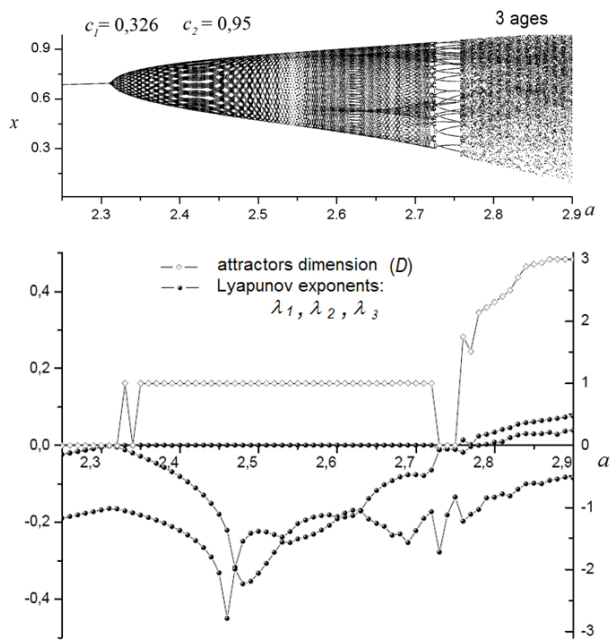 c1 = 0,326 c2 = 0,95 3 ages
0.9
0.6
x
0.3
2.3 2.4 2.5 2.6 2.7 2.8 2.9 a
0,4 3
attractors dimension (D)
Lyapunov exponents:
λ1 , λ2 , λ3
2
0,2
1
0,0 0
2,3 2,4 2,5 2,6 2,7 2,8 2,9 a
-0,2 -1
-0,4 -2
-3